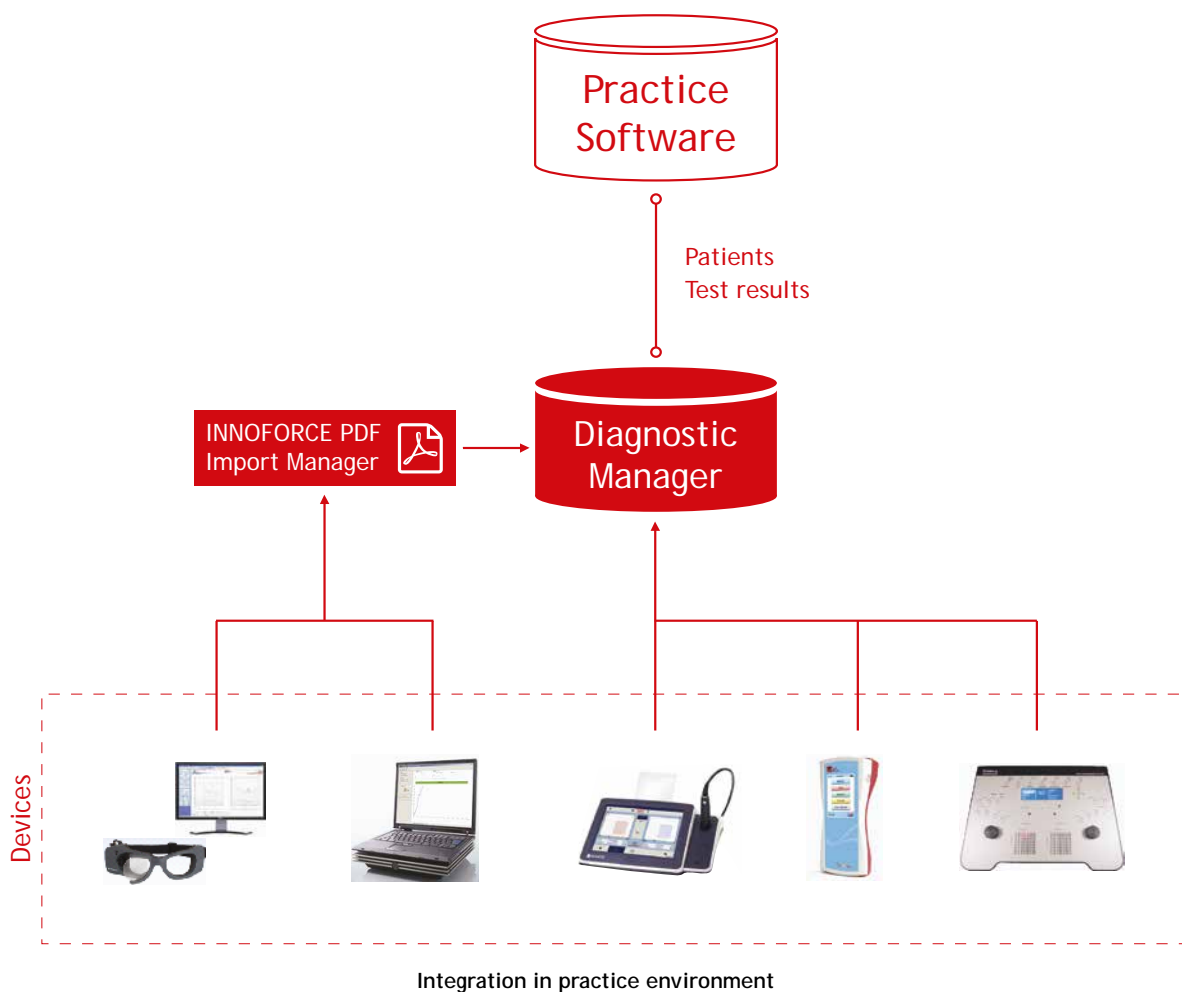 Practice
Software
Patients
Test results
INNOFORCE PDF
Import Manager
Diagnostic
Manager
Devices
Integration in practice environment